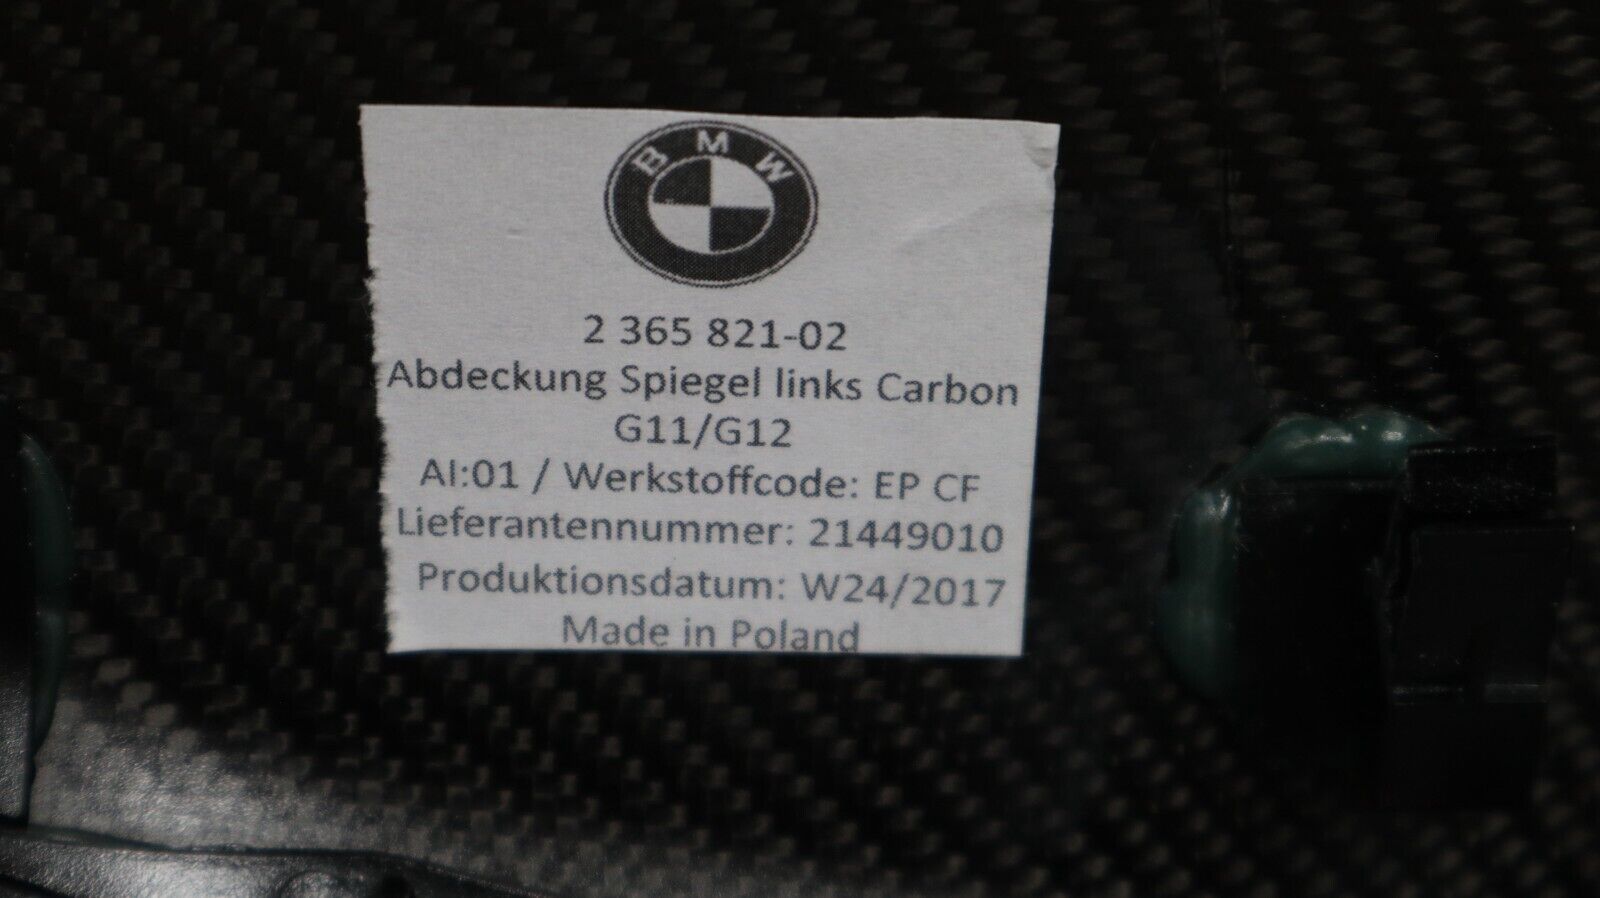 BMW
2 365 821-02
Abdeckung Spiegel links Carbon
G11/G12
AI:01 / Werkstoffcode: EP CF
Lieferantennummer: 21449010
Produktionsdatum: W24/2017
Made in Poland